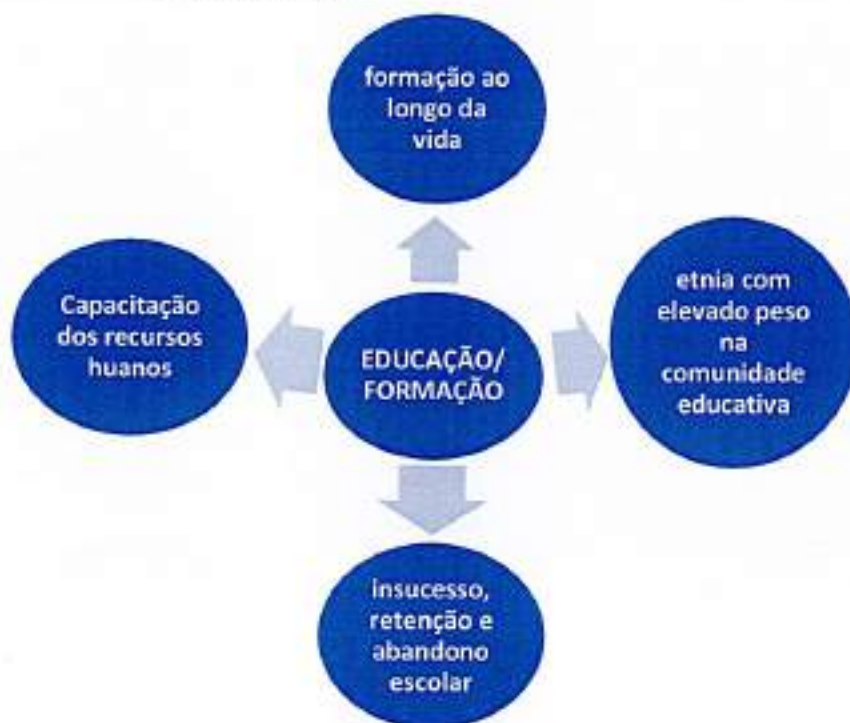 formação ao
longo da
vida
Capacitação
dos recursos
huanos
EDUCAÇÃO/
FORMAÇÃO
etnia com
elevado peso
na
comunidade
educativa
insucesso,
retenção e
abandono
escolar